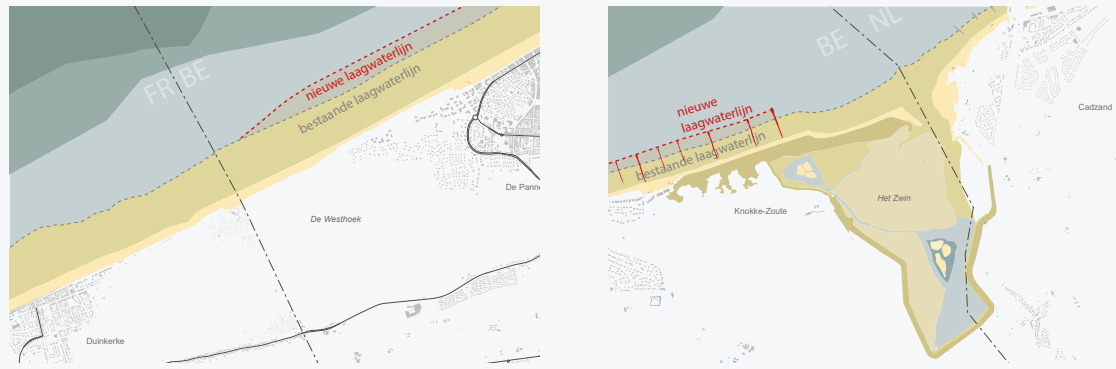 FR BE
nieuwe laagwaterlijn
bestaande laagwaterlijn
De Panne
De Westhoek
Duinkerke
BE NL
nieuwe
laagwaterlijn
bestaande laagwaterlijn
Cadzand
Het Zwin
Knokke-Zoute